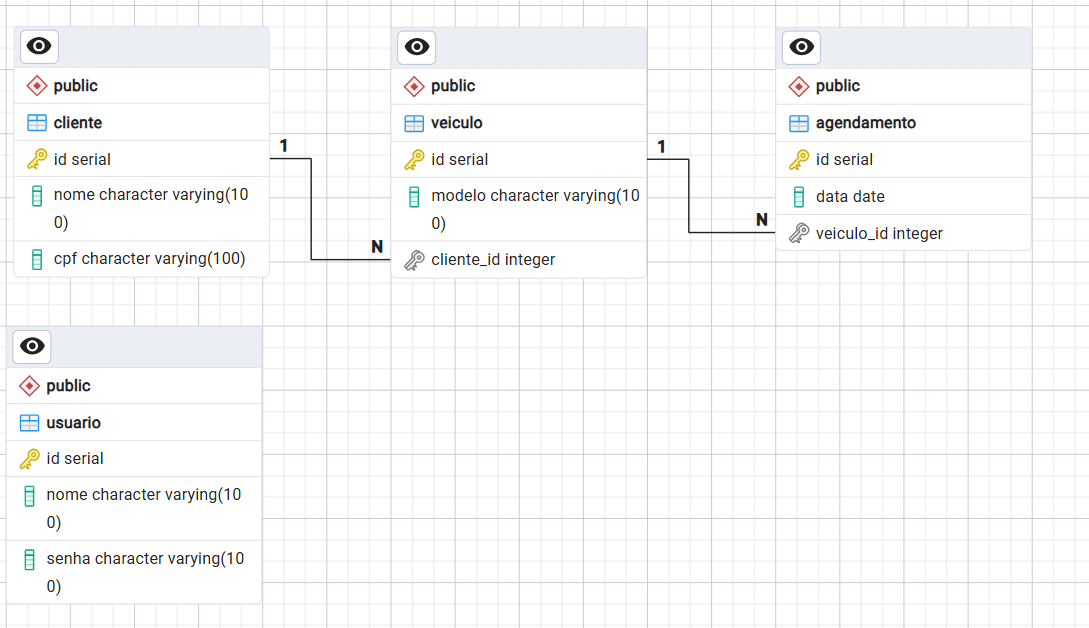 public
cliente
id serial
nome character varying(10
0)
cpf character varying(100)
1
N
public
veiculo
id serial
modelo character varying(10
0)
cliente_id integer
1
N
public
agendamento
id serial
data date
veiculo_id integer
public
usuario
id serial
nome character varying(10
0)
senha character varying(10
0)